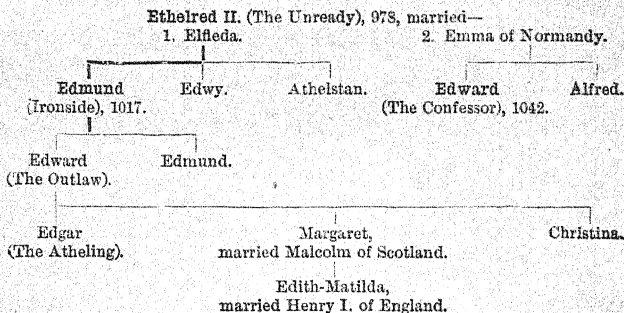 Ethelred II. (The Unready), 978, married—
1. Elfleda. 2. Emma of Normandy.
Edmund Edwy. Athelstan. Edward Alfred.
(Ironside), 1017. (The Confessor), 1042.
Edward Edmund.
(The Outlaw).
Edgar Margaret, Christina.
(The Atheling). married Malcolm of Scotland.
Edith-Matilda,
married Henry I. of England.